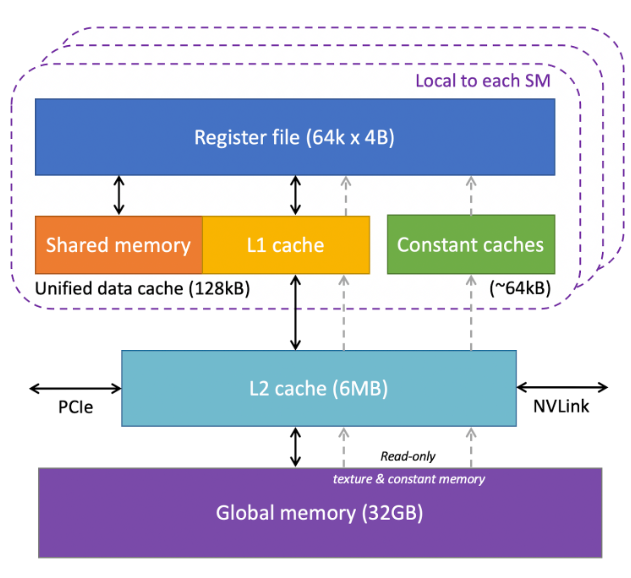 Local to each SM
Register file (64k x 4B)
Shared memory
L1 cache
Constant caches
Unified data cache (128kB)
(~64kB)
L2 cache (6MB)
PCIe
NVLink
Read-only
texture & constant memory
Global memory (32GB)